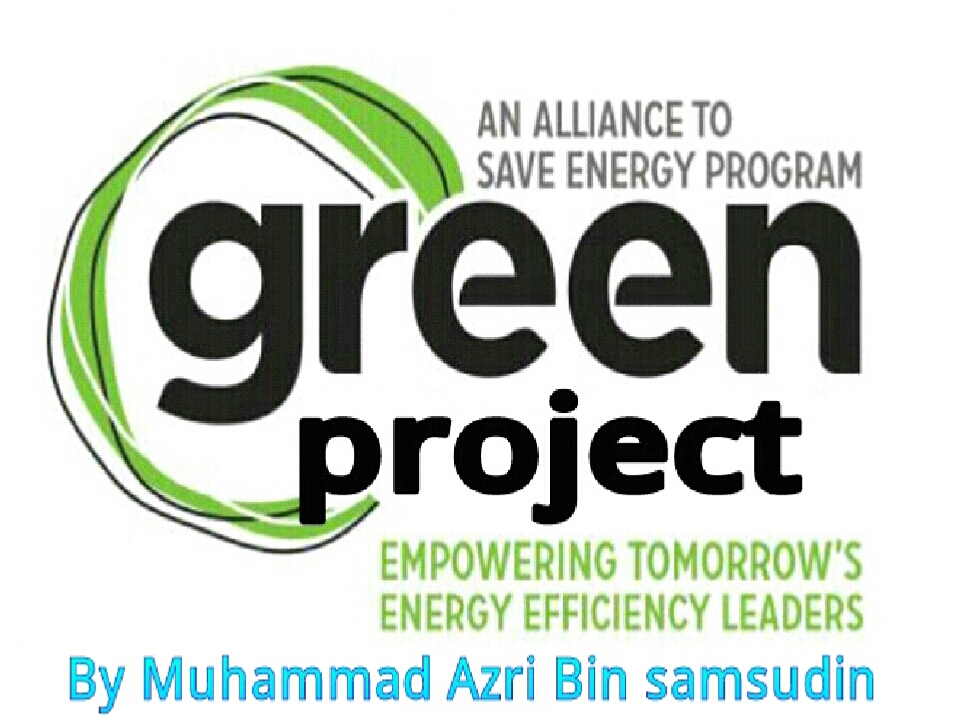 AN ALLIANCE TO
SAVE ENERGY PROGRAM
green
project
EMPOWERING TOMORROW'S
ENERGY EFFICIENCY LEADERS
By Muhammad Azri Bin samsudin